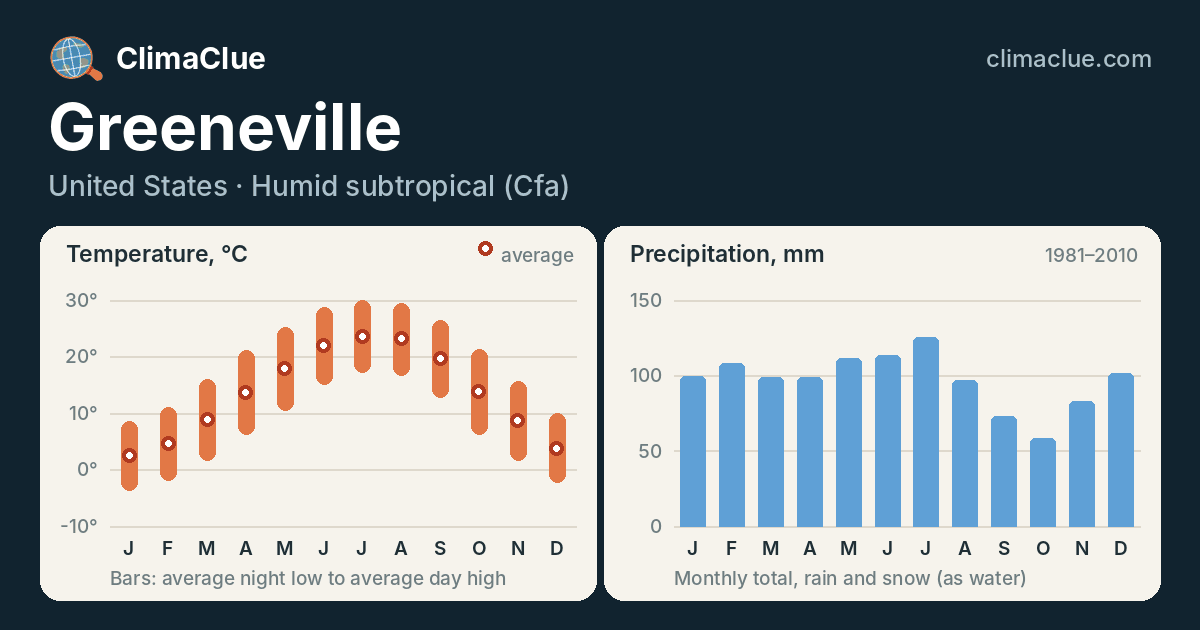 ClimaClue
climaclue.com
Greeneville
United States · Humid subtropical (Cfa)
Temperature, °C
average
30°
20°
10°
0°
-10°
J F M A M J J A S O N D
Bars: average night low to average day high
Precipitation, mm
1981–2010
150
100
50
0
J F M A M J J A S O N D
Monthly total, rain and snow (as water)